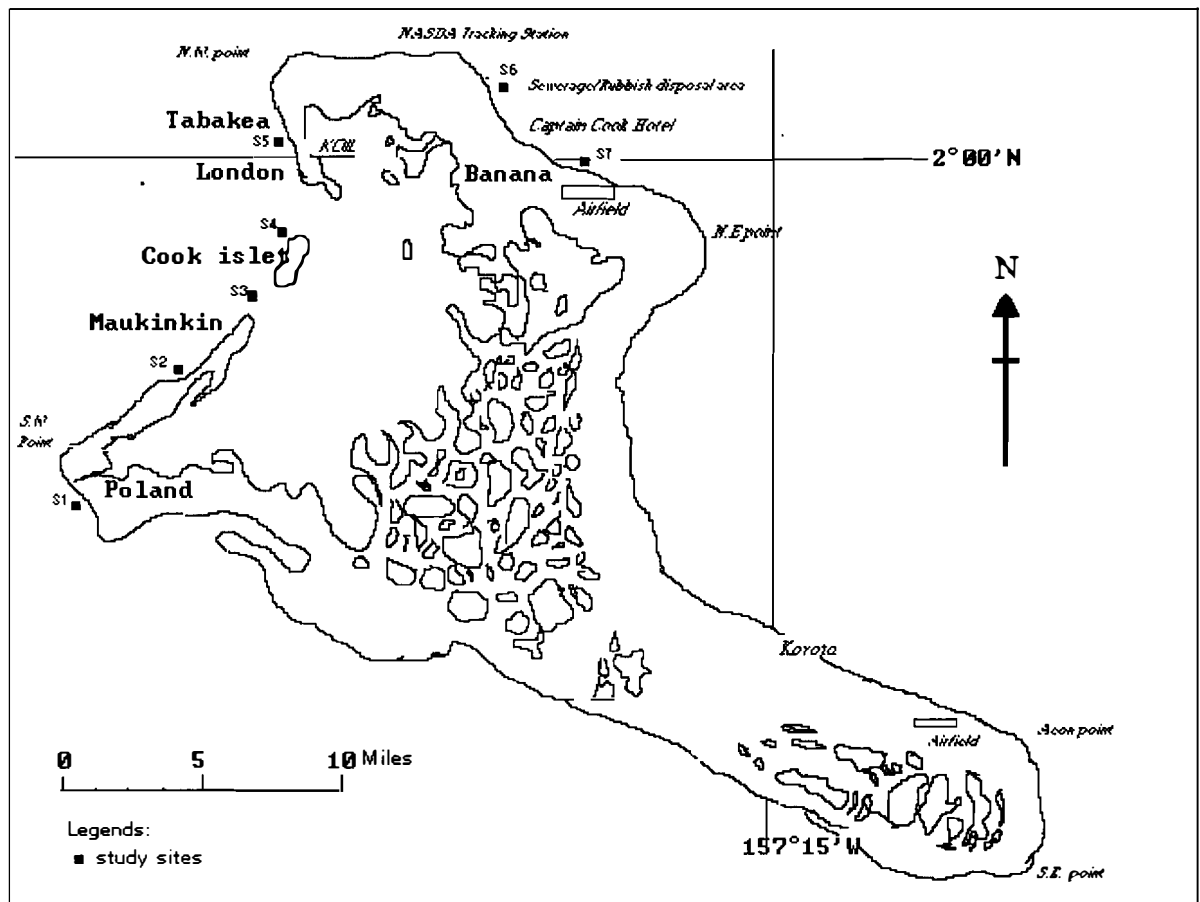 NASDA Tracking Station
N.W. point
S6
Sewerage/Rubbish disposal area
Tabakea
S5
Captain Cook Hotel
S7
2°00'N
London
Banana
Airfield
S4
N.E point
Cook islet
N
S3
Maukinkin
S2
S.W
Point
S1
Poland
Korota
Aeon point
Airfield
0 5 10 Miles
Legends:
study sites
157°15'W
S.E. point